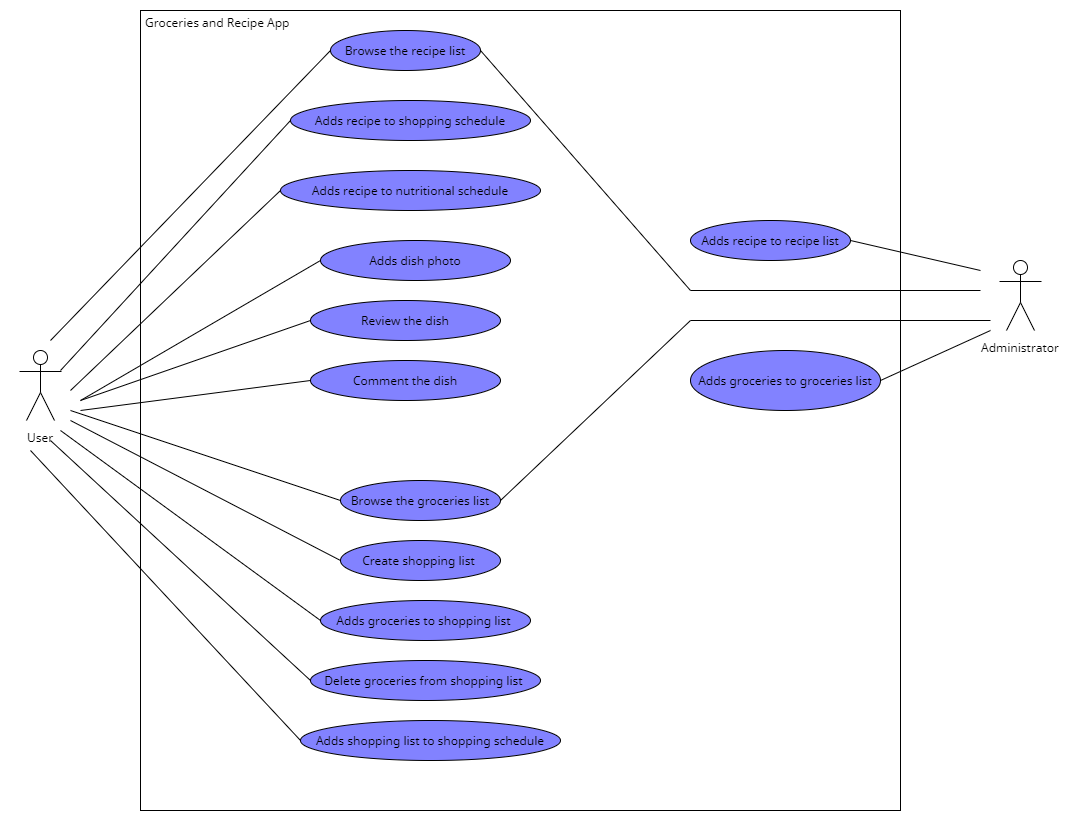 Groceries and Recipe App
Browse the recipe list
Adds recipe to shopping schedule
Adds recipe to nutritional schedule
Adds dish photo
Adds recipe to recipe list
Review the dish
Administrator
Comment the dish
Adds groceries to groceries list
User
Browse the groceries list
Create shopping list
Adds groceries to shopping list
Delete groceries from shopping list
Adds shopping list to shopping schedule